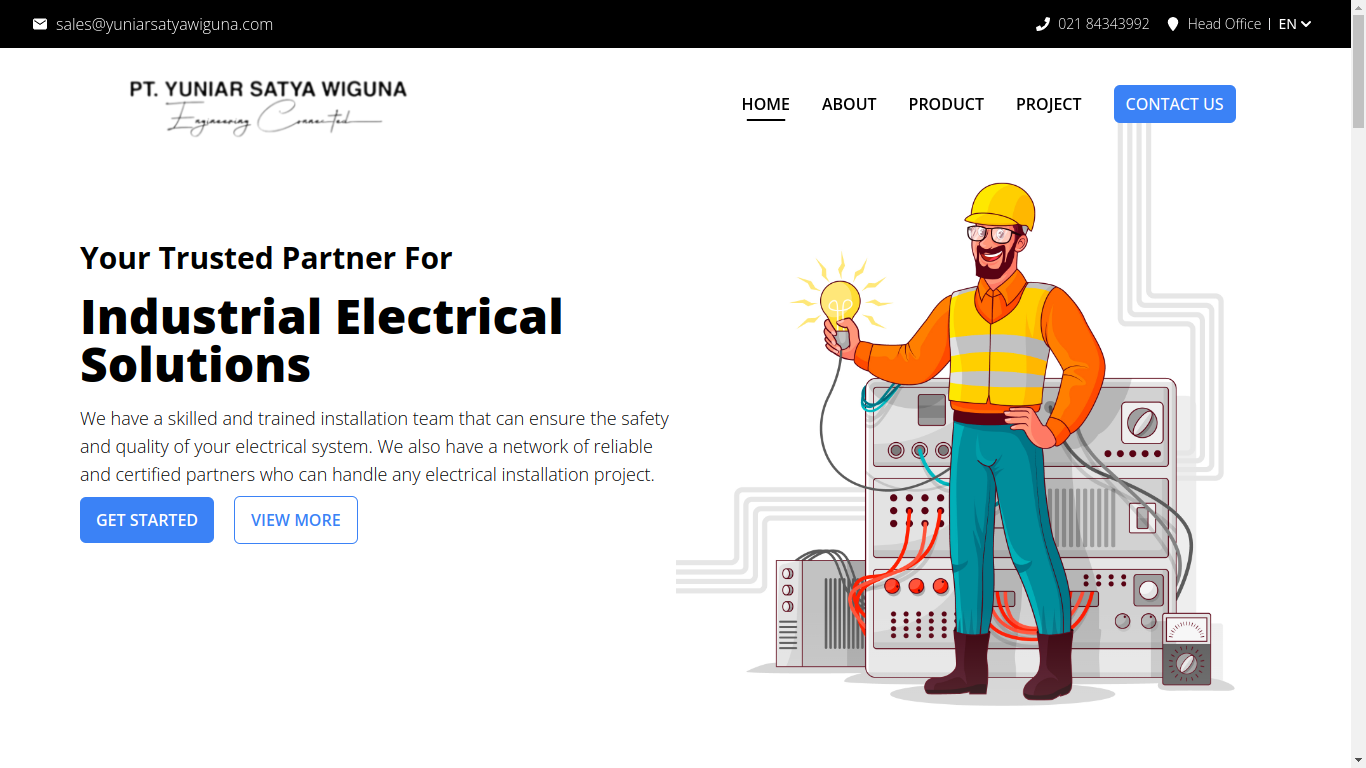 sales@yuniarsatyawiguna.com
021 84343992
Head Office
EN
PT. YUNIAR SATYA WIGUNA
Engineering Connected
HOME
ABOUT
PRODUCT
PROJECT
CONTACT US
Your Trusted Partner For
Industrial Electrical
Solutions
We have a skilled and trained installation team that can ensure the safety
and quality of your electrical system. We also have a network of reliable
and certified partners who can handle any electrical installation project.
GET STARTED
VIEW MORE